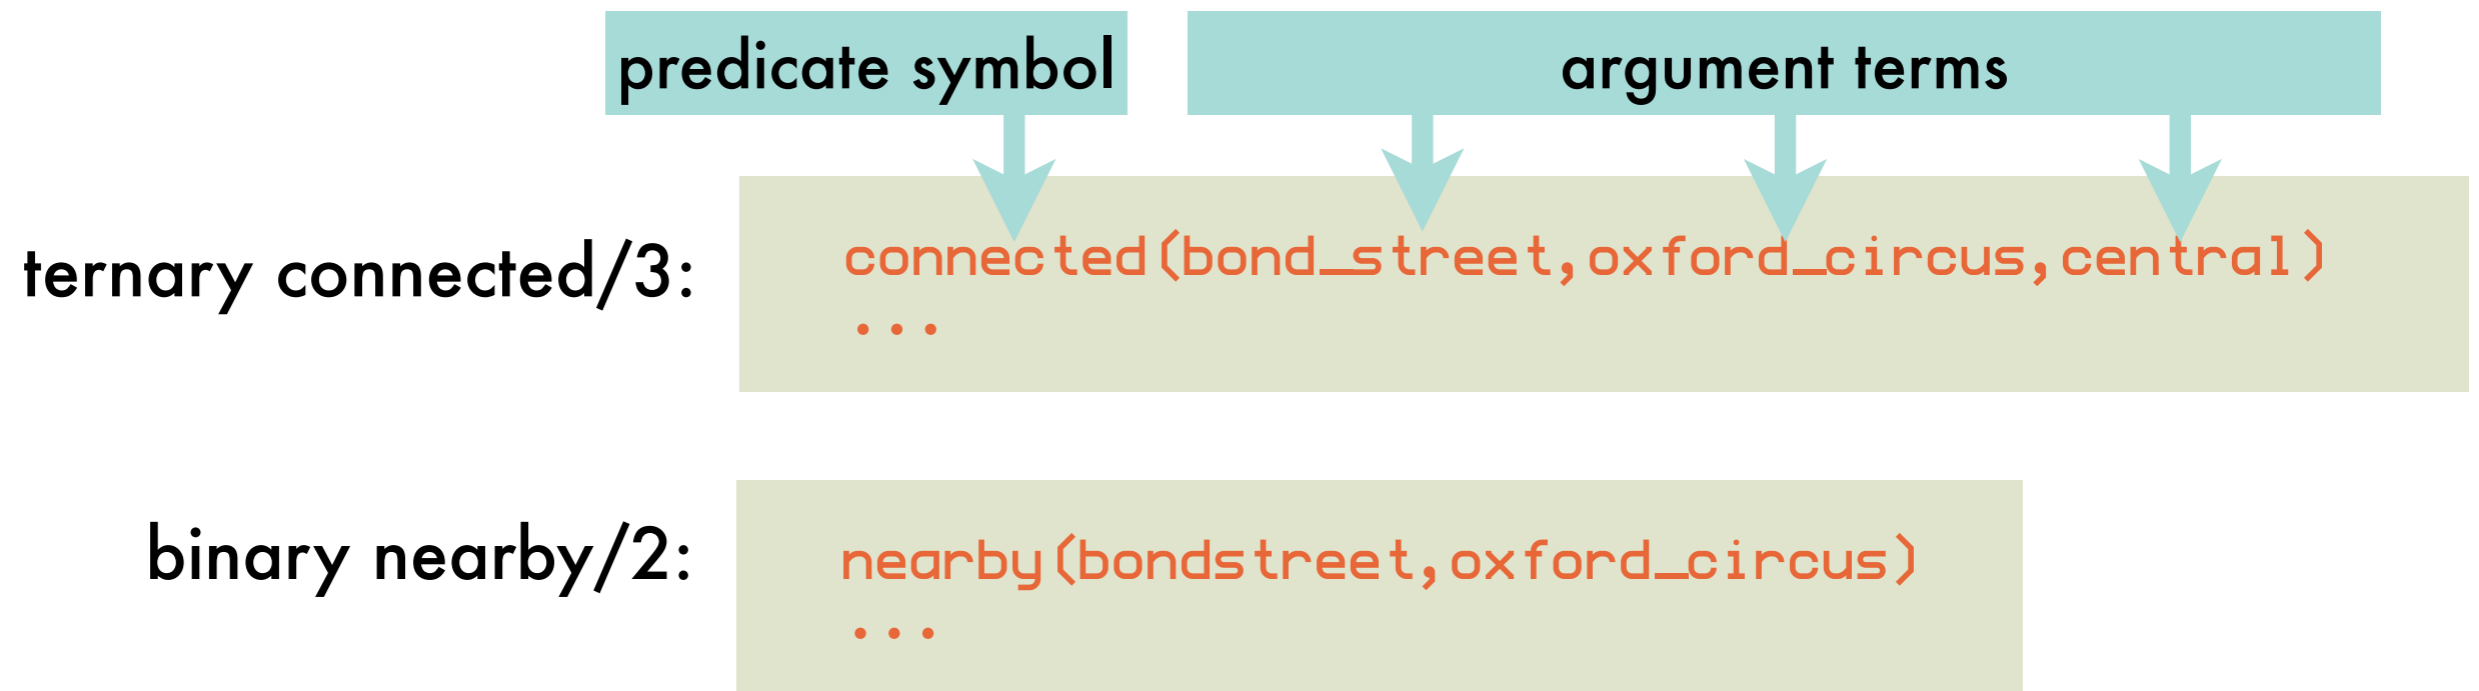 predicate symbol
argument terms
ternary connected/3:
connected(bond_street,oxford_circus,central)
...
binary nearby/2:
nearby(bondstreet,oxford_circus)
...